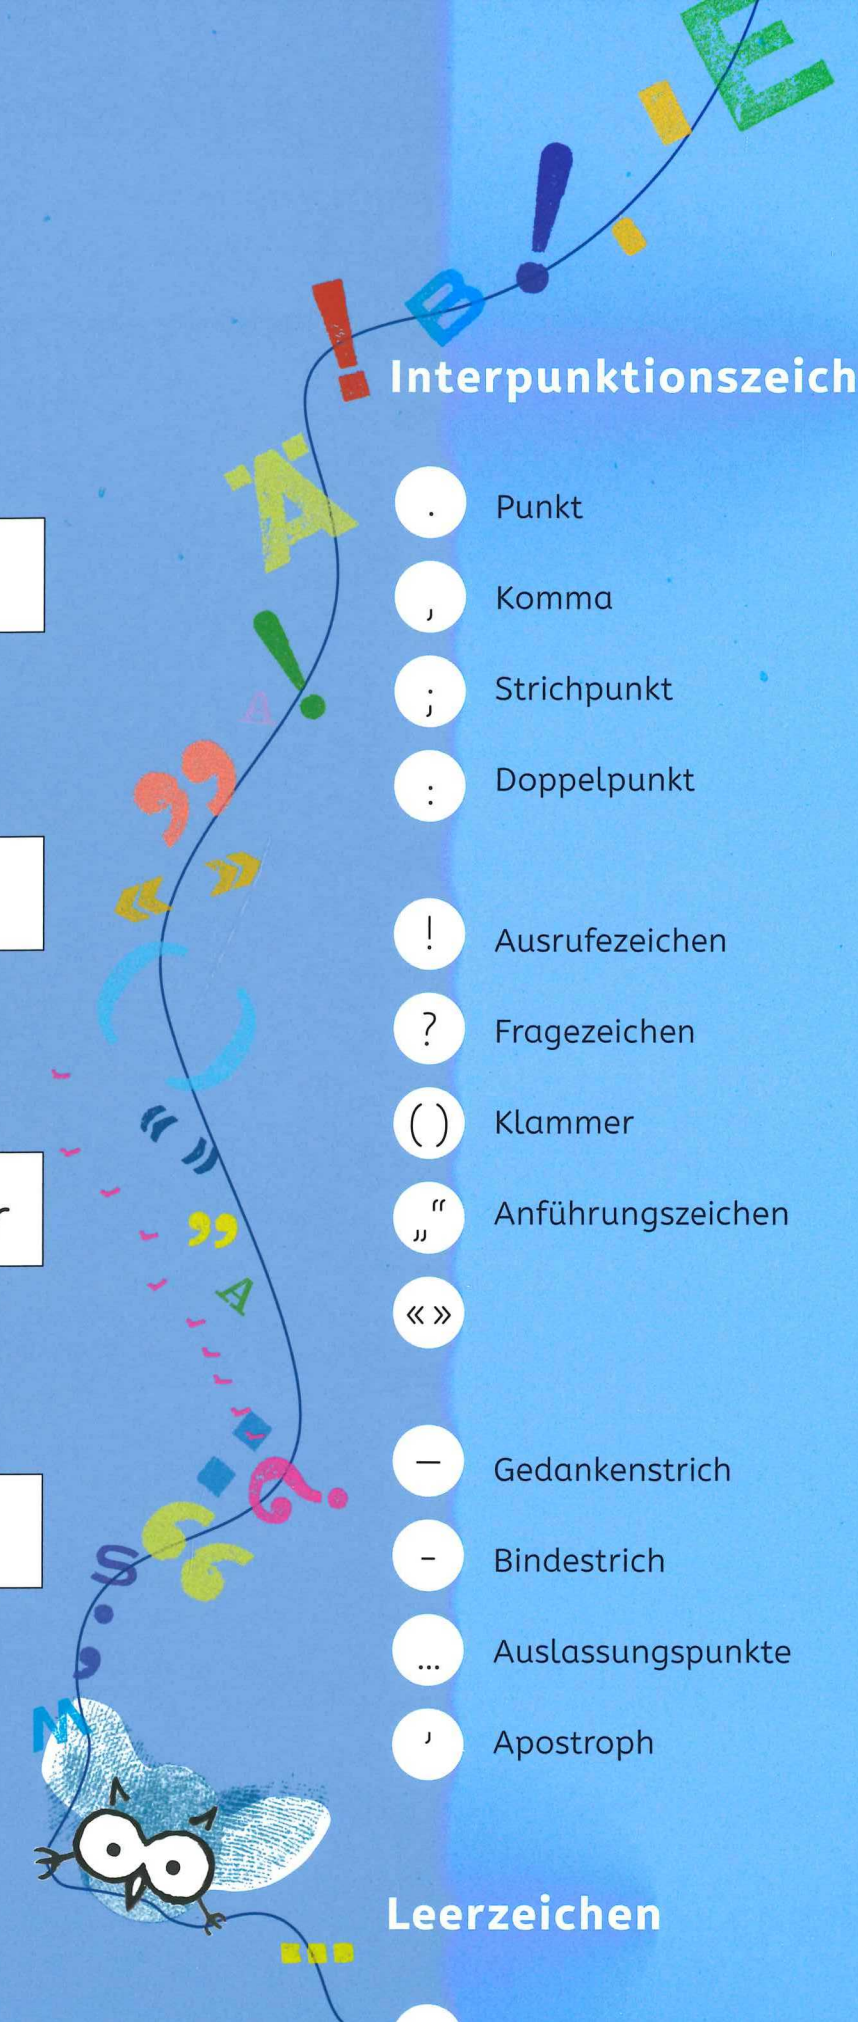 E
!
B
!
Interpunktionszeich
Ä
. Punkt
, Komma
!
; Strichpunkt
A
”
: Doppelpunkt
« »
! Ausrufezeichen
( )
? Fragezeichen
() Klammer
« »
„“ Anführungszeichen
”
A
«»
– Gedankenstrich
?
“
- Bindestrich
S
.
,
… Auslassungspunkte
W
’ Apostroph
Leerzeichen
...